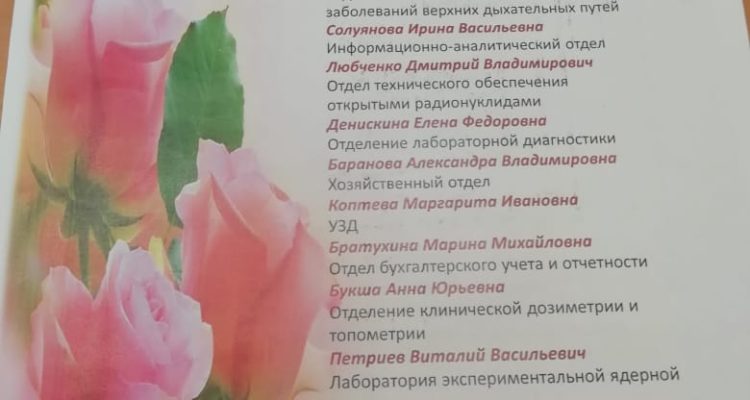 заболеваний верхних дыхательных путей
Солуянова Ирина Васильевна
Информационно-аналитический отдел
Любченко Дмитрий Владимирович
Отдел технического обеспечения
открытыми радионуклидами
Денискина Елена Федоровна
Отделение лабораторной диагностики
Баранова Александра Владимировна
Хозяйственный отдел
Коптева Маргарита Ивановна
УЗД
Братухина Марина Михайловна
Отдел бухгалтерского учета и отчетности
Букша Анна Юрьевна
Отделение клинической дозиметрии и
топометрии
Петриев Виталий Васильевич
Лаборатория экспериментальной ядерной